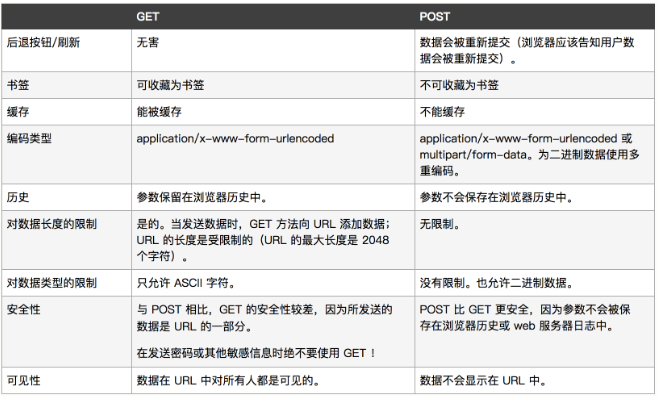 GET POST
后退按钮/刷新 无害 数据会被重新提交（浏览器应该告知用户数
据会被重新提交）。
书签 可收藏为书签 不可收藏为书签
缓存 能被缓存 不能缓存
编码类型 application/x-www-form-urlencoded application/x-www-form-urlencoded 或
multipart/form-data。为二进制数据使用多
重编码。
历史 参数保留在浏览器历史中。 参数不会保存在浏览器历史中。
对数据长度的限制 是的。当发送数据时，GET 方法向 URL 添加数据； 无限制。
URL 的长度是受限制的（URL 的最大长度是 2048
个字符）。
对数据类型的限制 只允许 ASCII 字符。 没有限制。也允许二进制数据。
安全性 与 POST 相比，GET 的安全性较差，因为所发送的 POST 比 GET 更安全，因为参数不会被保
数据是 URL 的一部分。 存在浏览器历史或 web 服务器日志中。
在发送密码或其他敏感信息时绝不要使用 GET ！
可见性 数据在 URL 中对所有人都是可见的。 数据不会显示在 URL 中。